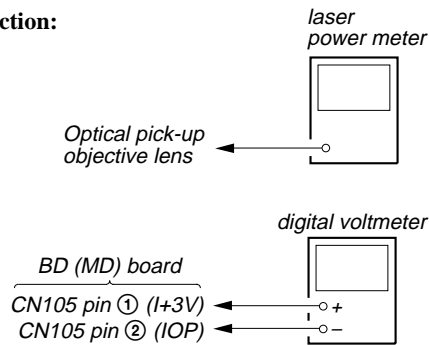 ction:
laser
power meter
Optical pick-up
objective lens
digital voltmeter
BD (MD) board
CN105 pin ① (I+3V)
CN105 pin ② (IOP)
+
–